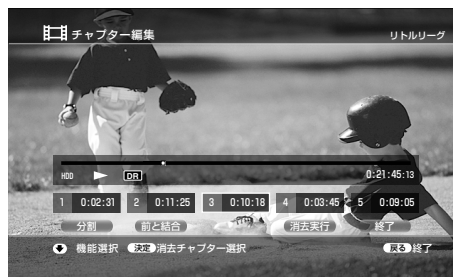 チャプター編集
リトルリーグ
HDD DR 0:21:45:13
1 0:02:31 2 0:11:25 3 0:10:18 4 0:03:45 5 0:09:05
分割 前と結合 消去実行 終了
機能選択 決定 消去チャプター選択 戻る 終了